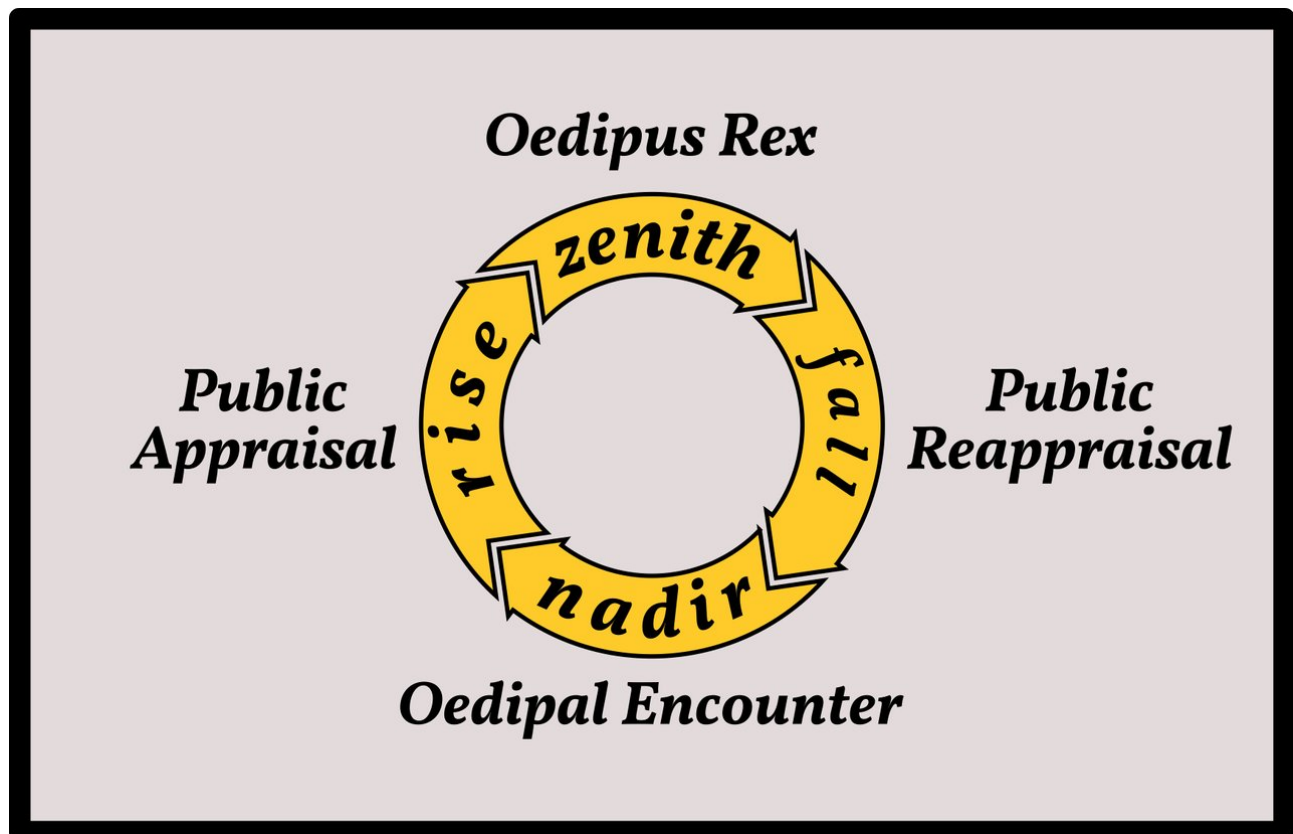 Oedipus Rex
zenith
Public
Appraisal
rise
fall
Public
Reappraisal
nadir
Oedipal Encounter